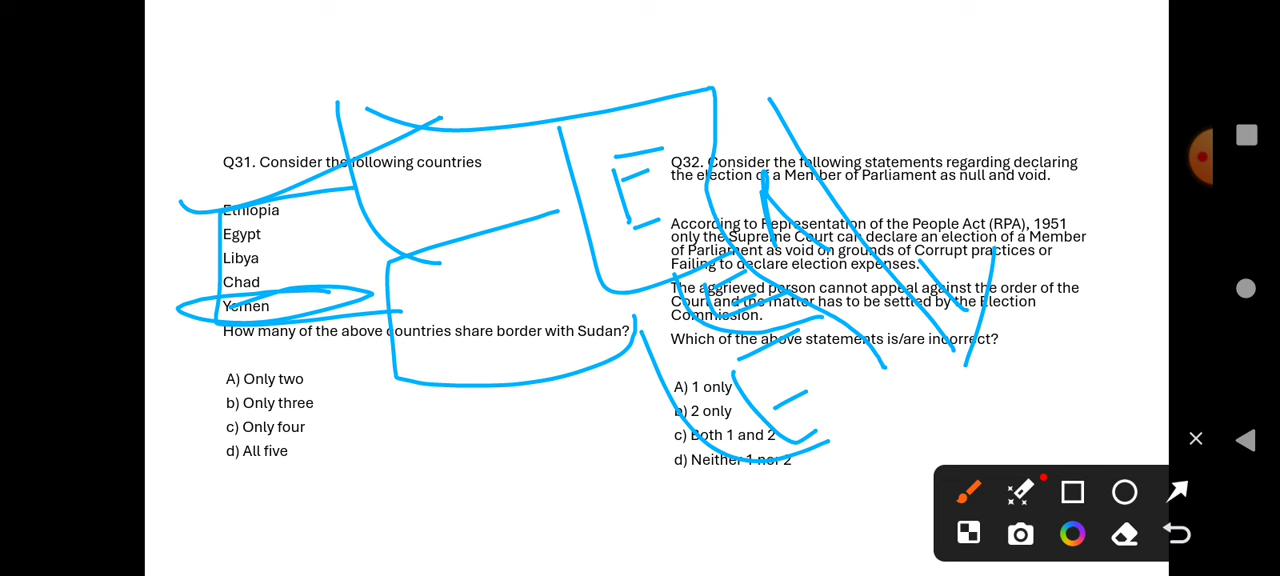 Q31. Consider the following countries
Ethiopia
Egypt
Libya
Chad
Yemen
How many of the above countries share border with Sudan?
A) Only two
b) Only three
c) Only four
d) All five
Q32. Consider the following statements regarding declaring
the election of a Member of Parliament as null and void.
According to Representation of the People Act (RPA), 1951
only the Supreme Court can declare an election of a Member
of Parliament as void on grounds of Corrupt practices or
Failing to declare election expenses.
The aggrieved person cannot appeal against the order of the
Court and the matter has to be settled by the Election
Commission.
Which of the above statements is/are incorrect?
A) 1 only
b) 2 only
c) Both 1 and 2
d) Neither 1 nor 2
E
E
E